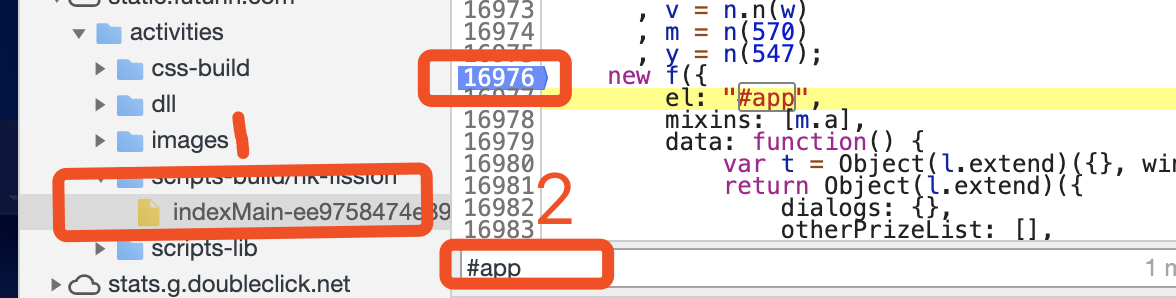 static.futunn.com
activities
css-build
dll
images
scripts-build/hk-fission
indexMain-ee9758474e89
scripts-lib
stats.g.doubleclick.net
16973 , v = n.n(w)
16974 , m = n(570)
16975 , y = n(547);
16976 new f({
16977 el: "#app",
16978 mixins: [m.a],
16979 data: function() {
16980 var t = Object(l.extend)({}, win
16981 return Object(l.extend)({
16982 dialogs: {},
16983 otherPrizeList: [],
2
#app
1 m